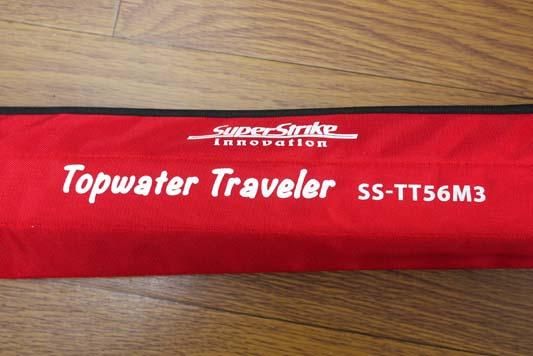 SuperStrike
Innovation
Topwater Traveler SS-TT56M3